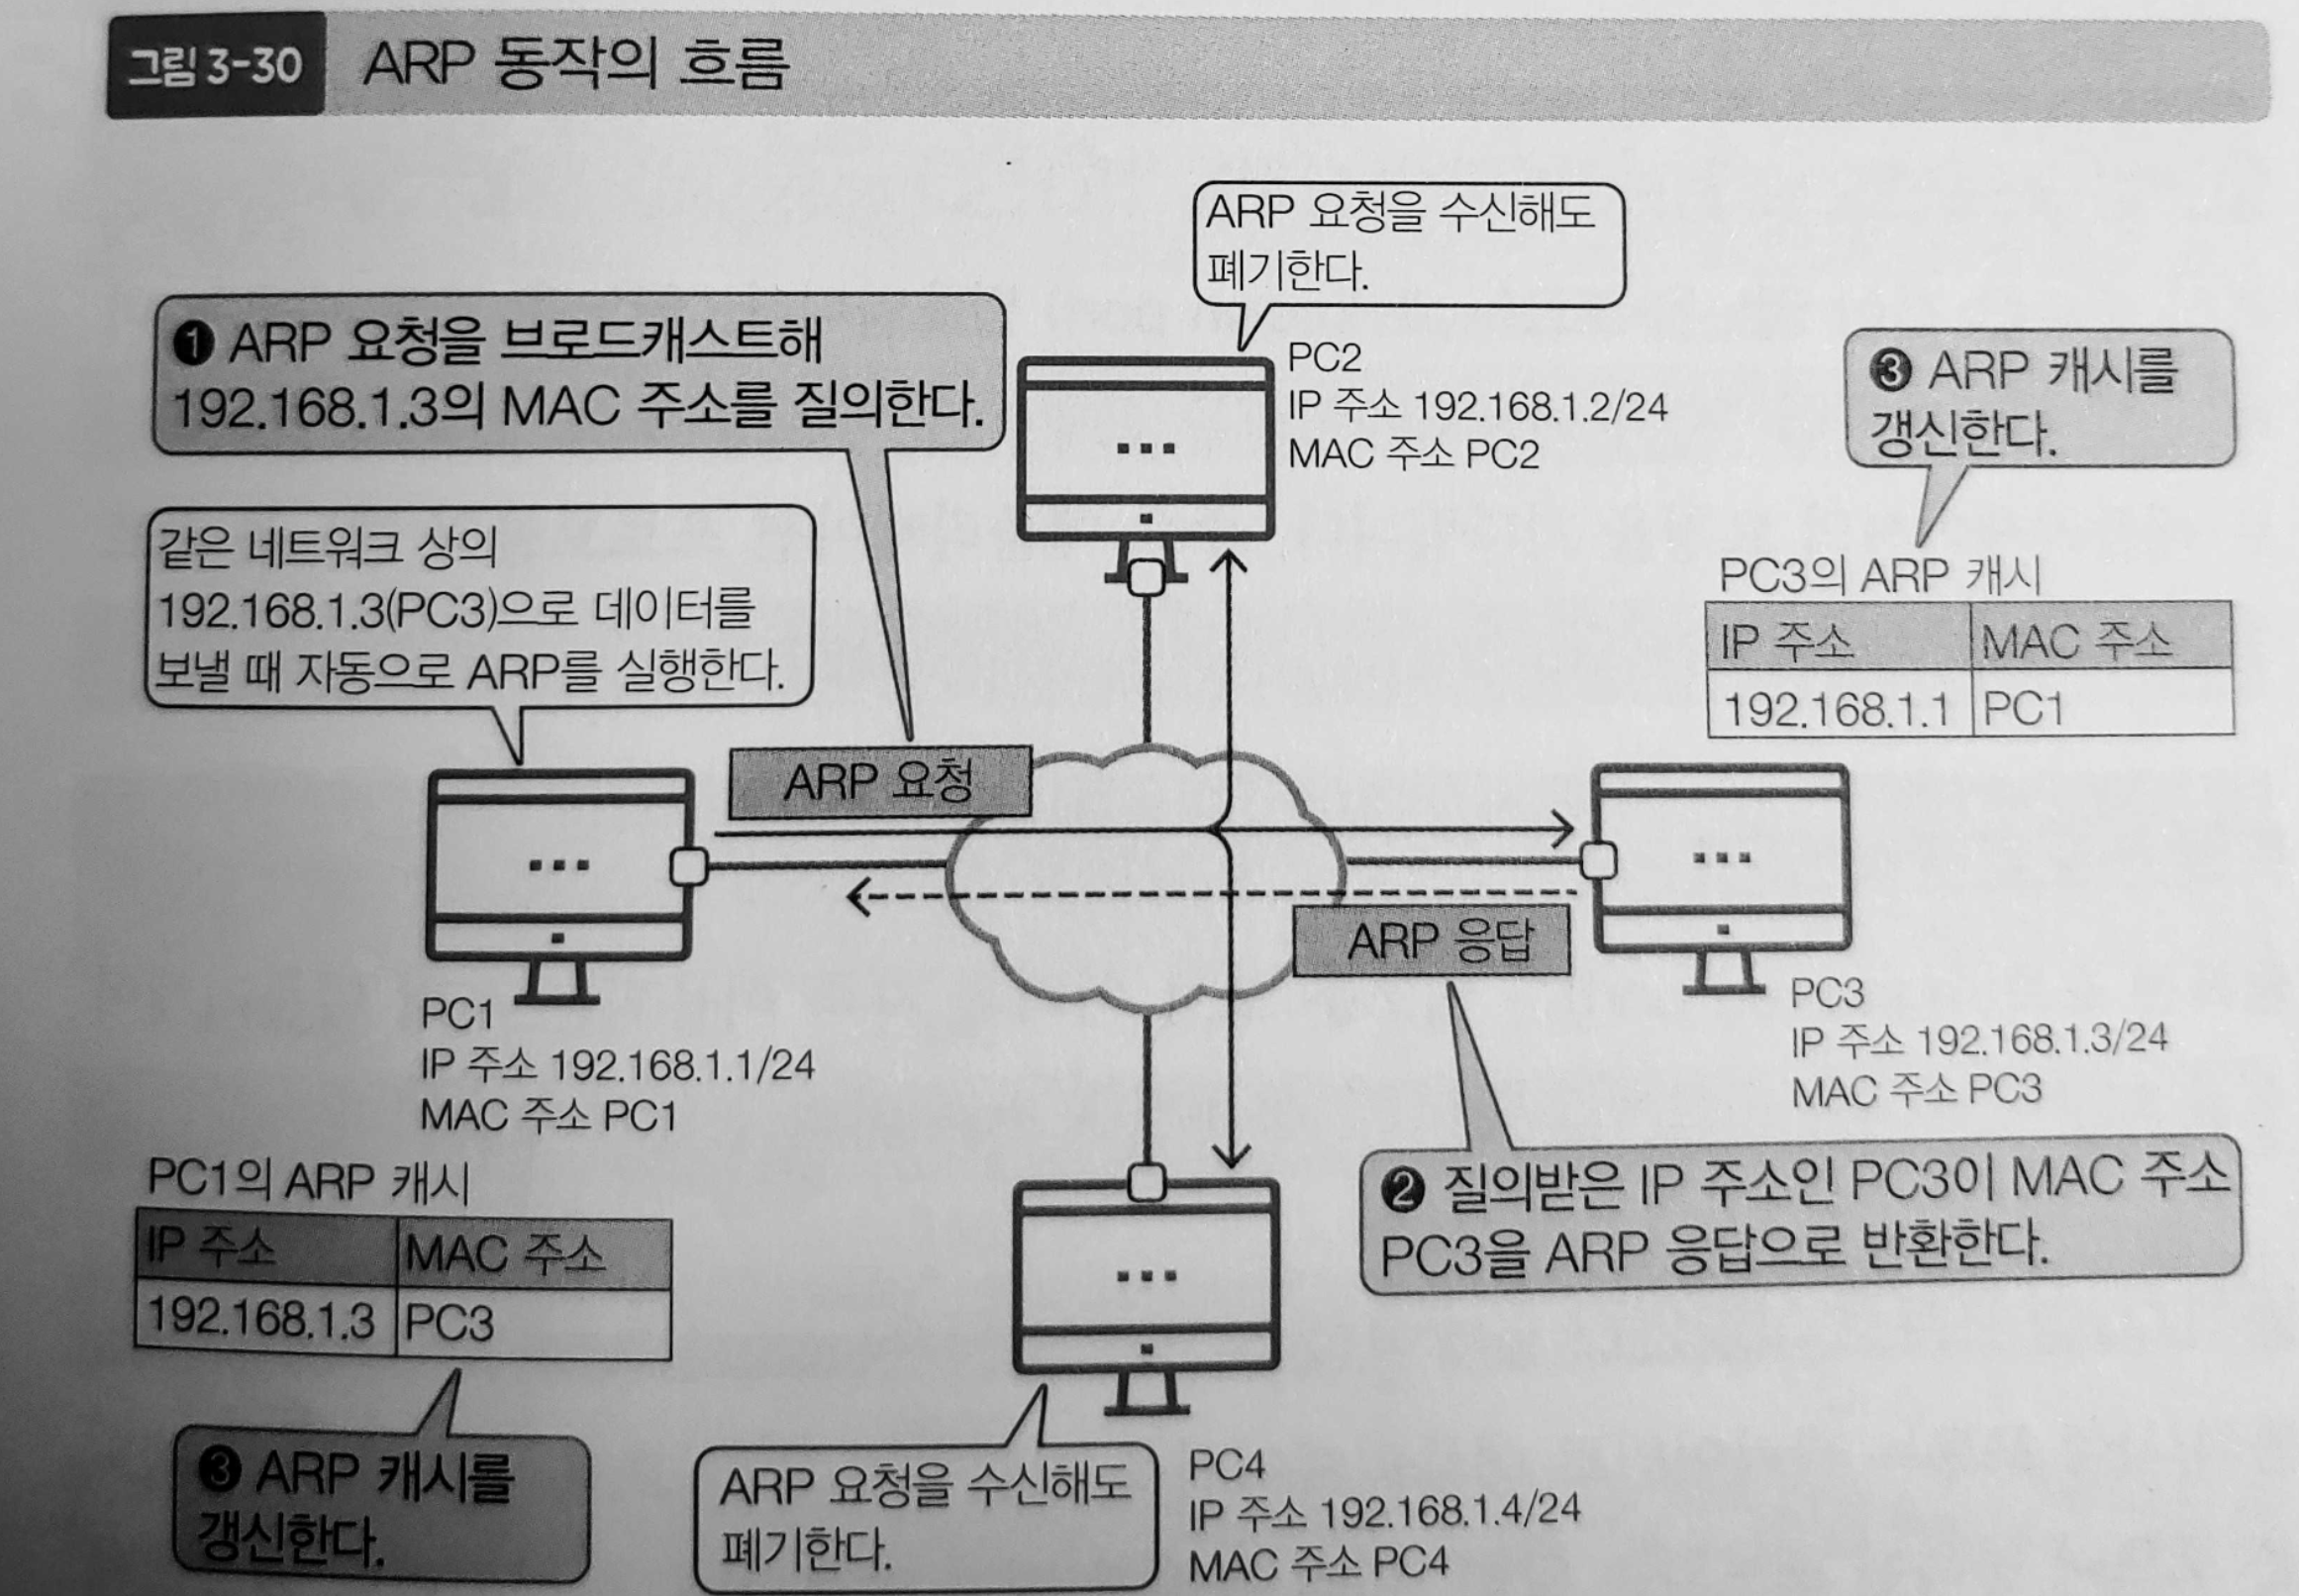 그림 3-30 ARP 동작의 흐름
ARP 요청을 수신해도
폐기한다.
❶ ARP 요청을 브로드캐스트해
192.168.1.3의 MAC 주소를 질의한다.
PC2
IP 주소 192.168.1.2/24
MAC 주소 PC2
❸ ARP 캐시를
갱신한다.
같은 네트워크 상의
192.168.1.3(PC3)으로 데이터를
보낼 때 자동으로 ARP를 실행한다.
PC3의 ARP 캐시
IP 주소 MAC 주소
192.168.1.1 PC1
ARP 요청
ARP 응답
PC1
IP 주소 192.168.1.1/24
MAC 주소 PC1
PC3
IP 주소 192.168.1.3/24
MAC 주소 PC3
PC1의 ARP 캐시
IP 주소 MAC 주소
192.168.1.3 PC3
❷ 질의받은 IP 주소인 PC3이 MAC 주소
PC3을 ARP 응답으로 반환한다.
❸ ARP 캐시를
갱신한다.
ARP 요청을 수신해도
폐기한다.
PC4
IP 주소 192.168.1.4/24
MAC 주소 PC4